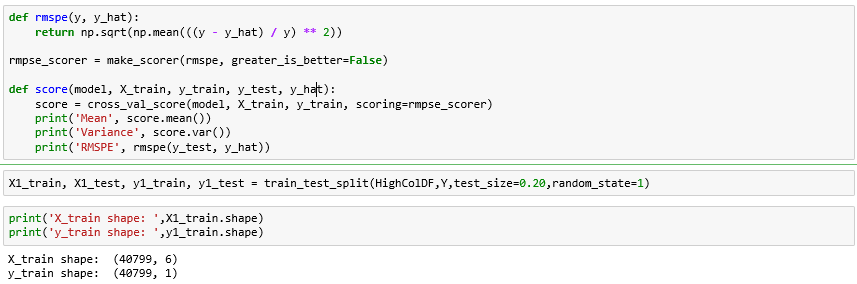 def rmspe(y, y_hat):
    return np.sqrt(np.mean(((y - y_hat) / y) ** 2))
rmpse_scorer = make_scorer(rmspe, greater_is_better=False)
def score(model, X_train, y_train, y_test, y_hat):
    score = cross_val_score(model, X_train, y_train, scoring=rmpse_scorer)
    print('Mean', score.mean())
    print('Variance', score.var())
    print('RMSPE', rmspe(y_test, y_hat))
X1_train, X1_test, y1_train, y1_test = train_test_split(HighColDF,Y,test_size=0.20,random_state=1)
print('X_train shape: ',X1_train.shape)
print('y_train shape: ',y1_train.shape)
X_train shape:  (40799, 6)
y_train shape:  (40799, 1)